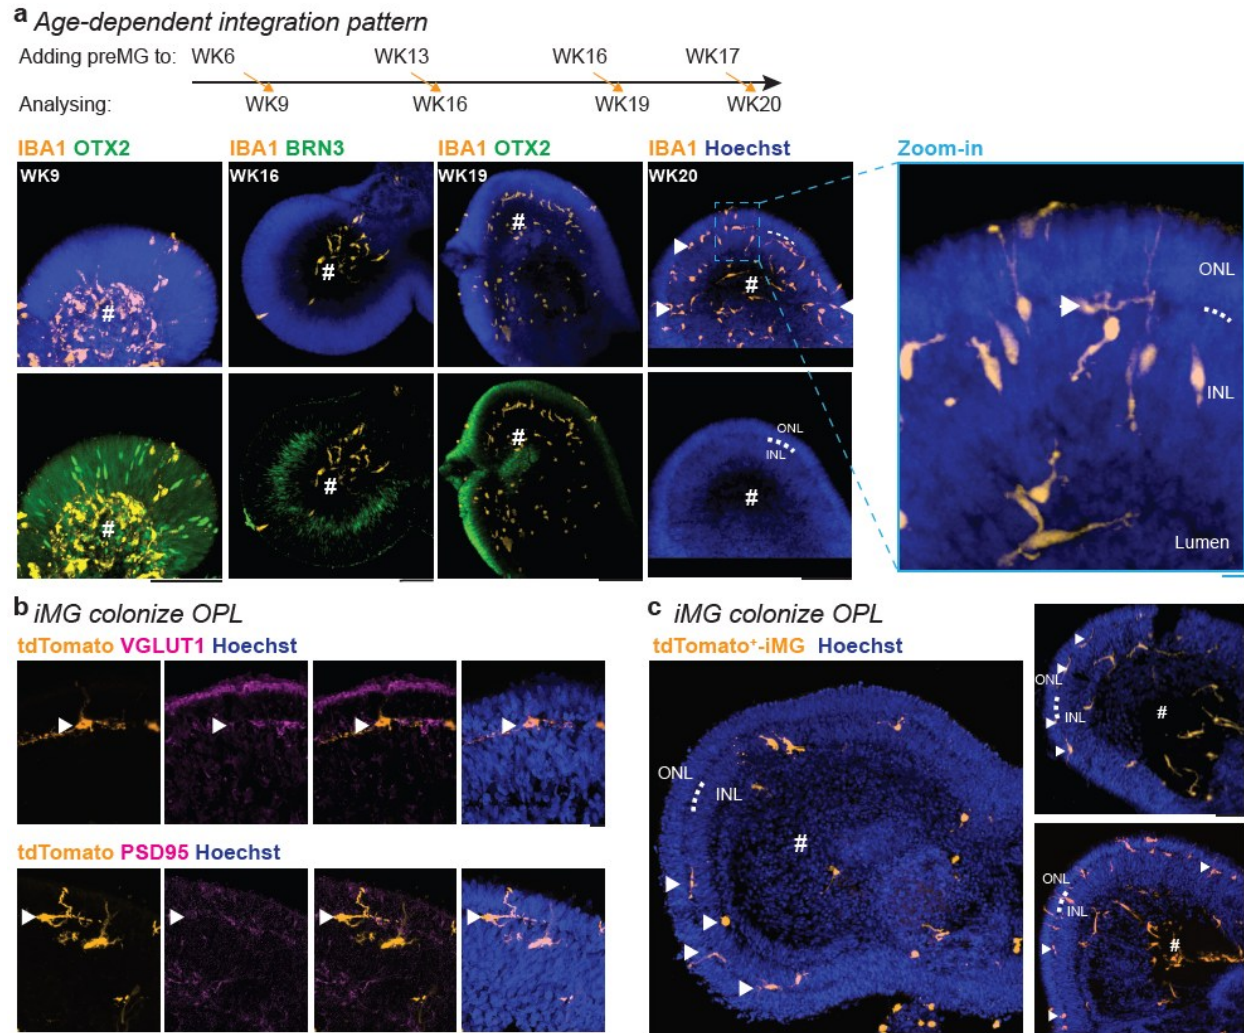 a Age-dependent integration pattern
Adding preMG to: WK6 WK13 WK16 WK17
Analysing: WK9 WK16 WK19 WK20
IBA1 OTX2 IBA1 BRN3 IBA1 OTX2 IBA1 Hoechst Zoom-in
WK9 WK16 WK19 WK20
# # # #
ONL
INL
Lumen
# # # #
ONL
INL
b iMG colonize OPL
tdTomato VGLUT1 Hoechst
tdTomato PSD95 Hoechst
c iMG colonize OPL
tdTomato⁺-iMG Hoechst
ONL
INL
#
ONL
INL
#
ONL
INL
#